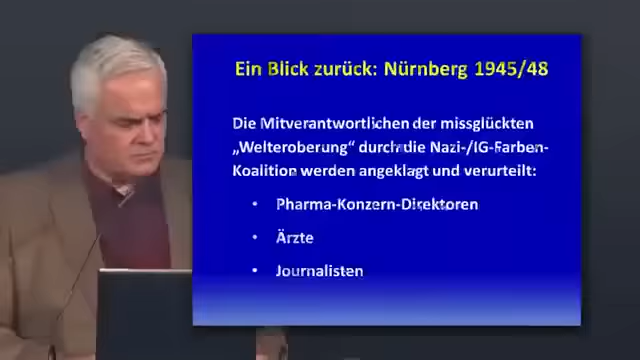 Ein Blick zurück: Nürnberg 1945/48
Die Mitverantwortlichen der missglückten
„Welteroberung“ durch die Nazi-/IG-Farben-
Koalition werden angeklagt und verurteilt:
• Pharma-Konzern-Direktoren
• Ärzte
• Journalisten